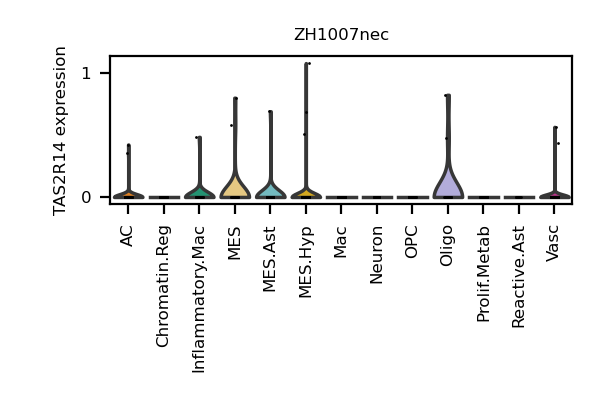 ZH1007nec
TAS2R14 expression
1
0
AC
Chromatin.Reg
Inflammatory.Mac
MES
MES.Ast
MES.Hyp
Mac
Neuron
OPC
Oligo
Prolif.Metab
Reactive.Ast
Vasc